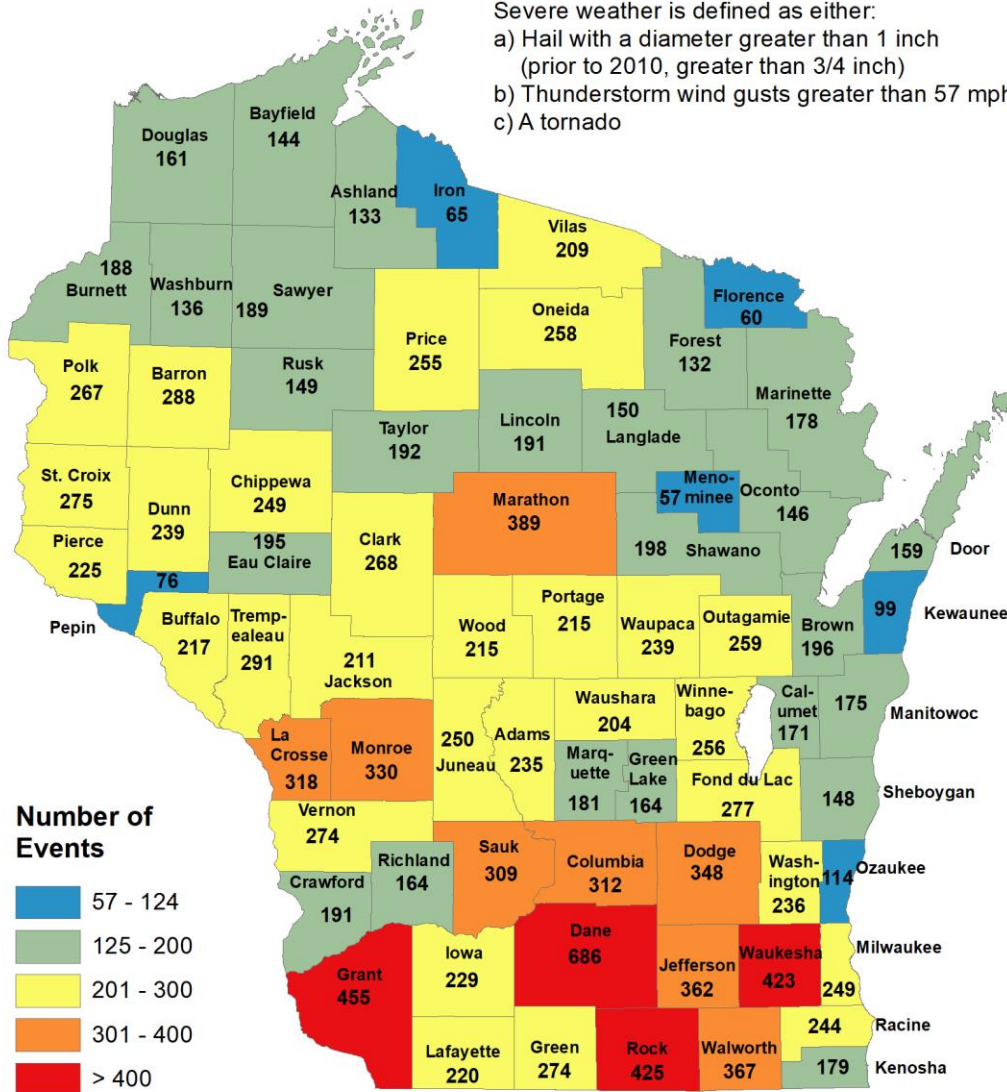 Severe weather is defined as either:
a) Hail with a diameter greater than 1 inch
(prior to 2010, greater than 3/4 inch)
b) Thunderstorm wind gusts greater than 57 mph
c) A tornado
Douglas
161
Bayfield
144
Ashland
133
Iron
65
Vilas
209
188
Burnett
Washburn
136
Sawyer
189
Price
255
Oneida
258
Florence
60
Forest
132
Marinette
178
Polk
267
Barron
288
Rusk
149
Taylor
192
Lincoln
191
150
Langlade
St. Croix
275
Dunn
239
Chippewa
249
Clark
268
Marathon
389
Meno-
57 minee
Oconto
146
Pierce
225
195
Eau Claire
198
Shawano
159
Door
76
Pepin
Buffalo
217
Tremp-
ealeau
291
211
Jackson
Wood
215
Portage
215
Waupaca
239
Outagamie
259
Brown
196
99
Kewaunee
La
Crosse
318
Monroe
330
250
Juneau
Adams
235
Waushara
204
Winne-
bago
256
Cal-
umet
171
175
Manitowoc
Marq-
uette
181
Green
Lake
164
Fond du Lac
277
148
Sheboygan
Vernon
274
Crawford
191
Richland
164
Sauk
309
Columbia
312
Dodge
348
Wash-
ington
236
114
Ozaukee
Grant
455
Iowa
229
Dane
686
Jefferson
362
Waukesha
423
Milwaukee
249
Lafayette
220
Green
274
Rock
425
Walworth
367
244
Racine
179
Kenosha
Number of
Events
57 - 124
125 - 200
201 - 300
301 - 400
> 400